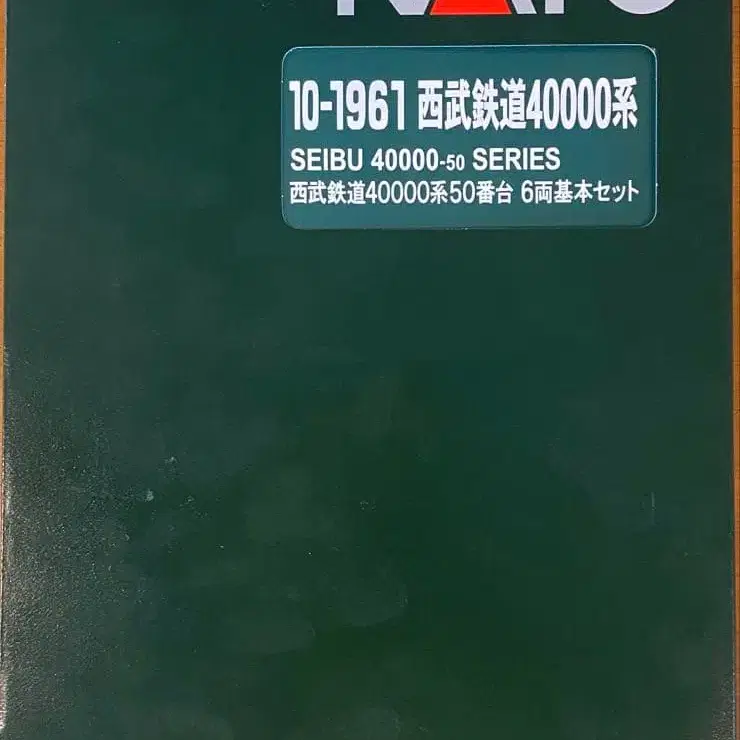 KATO
10-1961 西武鉄道40000系
SEIBU 40000-50 SERIES
西武鉄道40000系50番台 6両基本セット